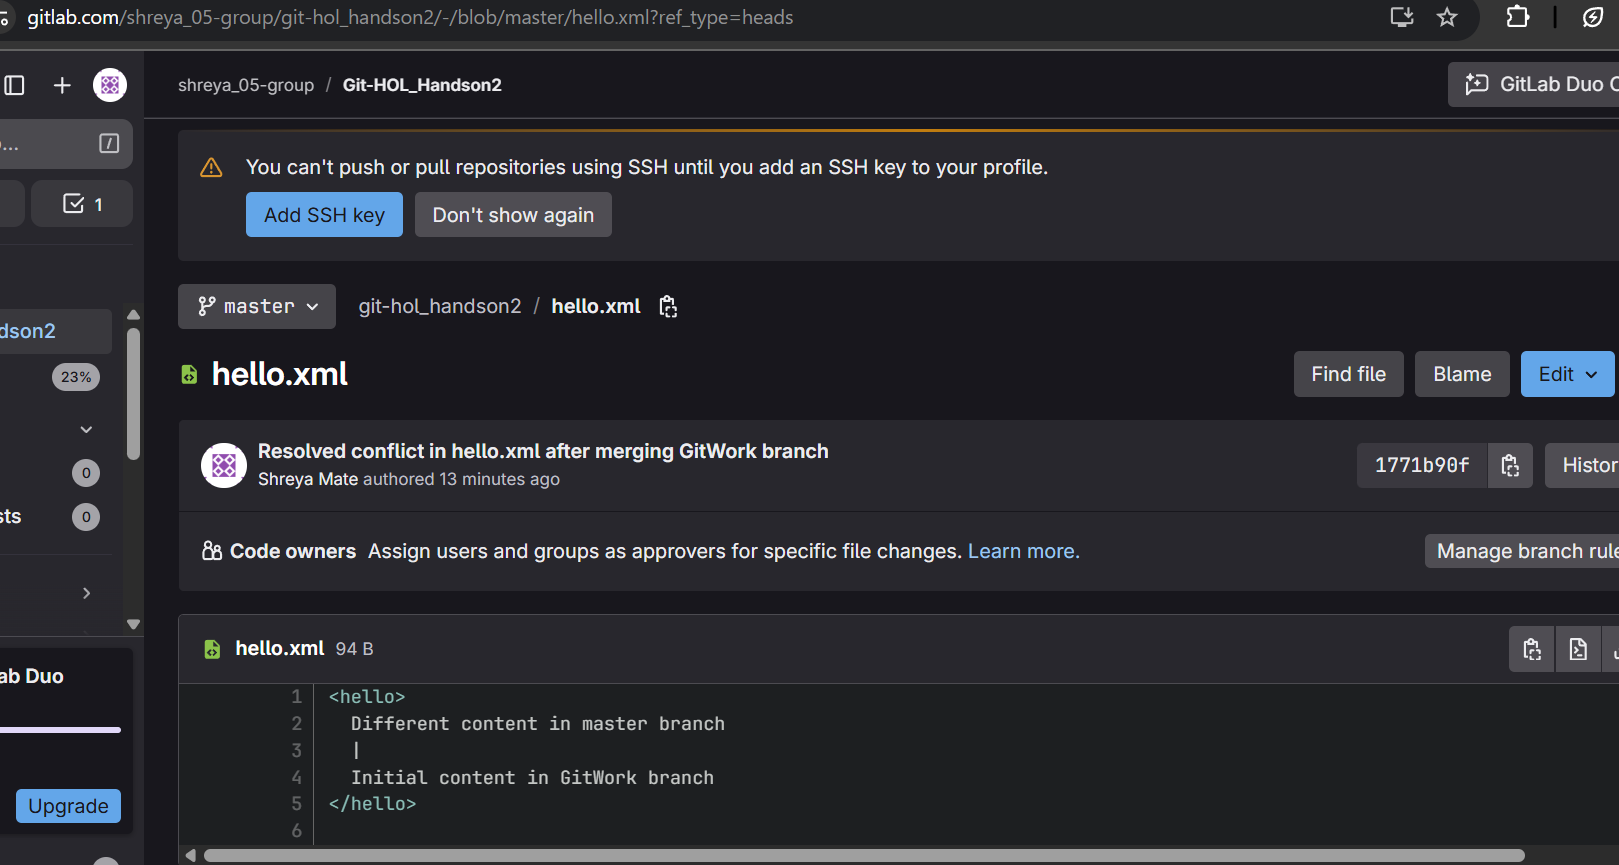 gitlab.com/shreya_05-group/git-hol_handson2/-/blob/master/hello.xml?ref_type=heads
shreya_05-group / Git-HOL_Handson2
GitLab Duo
...
/
1
You can't push or pull repositories using SSH until you add an SSH key to your profile.
Add SSH key
Don't show again
dson2
23%
0
sts
0
ab Duo
Upgrade
master
git-hol_handson2 / hello.xml
hello.xml
Find file
Blame
Edit
Resolved conflict in hello.xml after merging GitWork branch
Shreya Mate authored 13 minutes ago
1771b90f
Histor
Code owners Assign users and groups as approvers for specific file changes. Learn more.
Manage branch rule
hello.xml 94 B
1 <hello>
2 Different content in master branch
3 |
4 Initial content in GitWork branch
5 </hello>
6